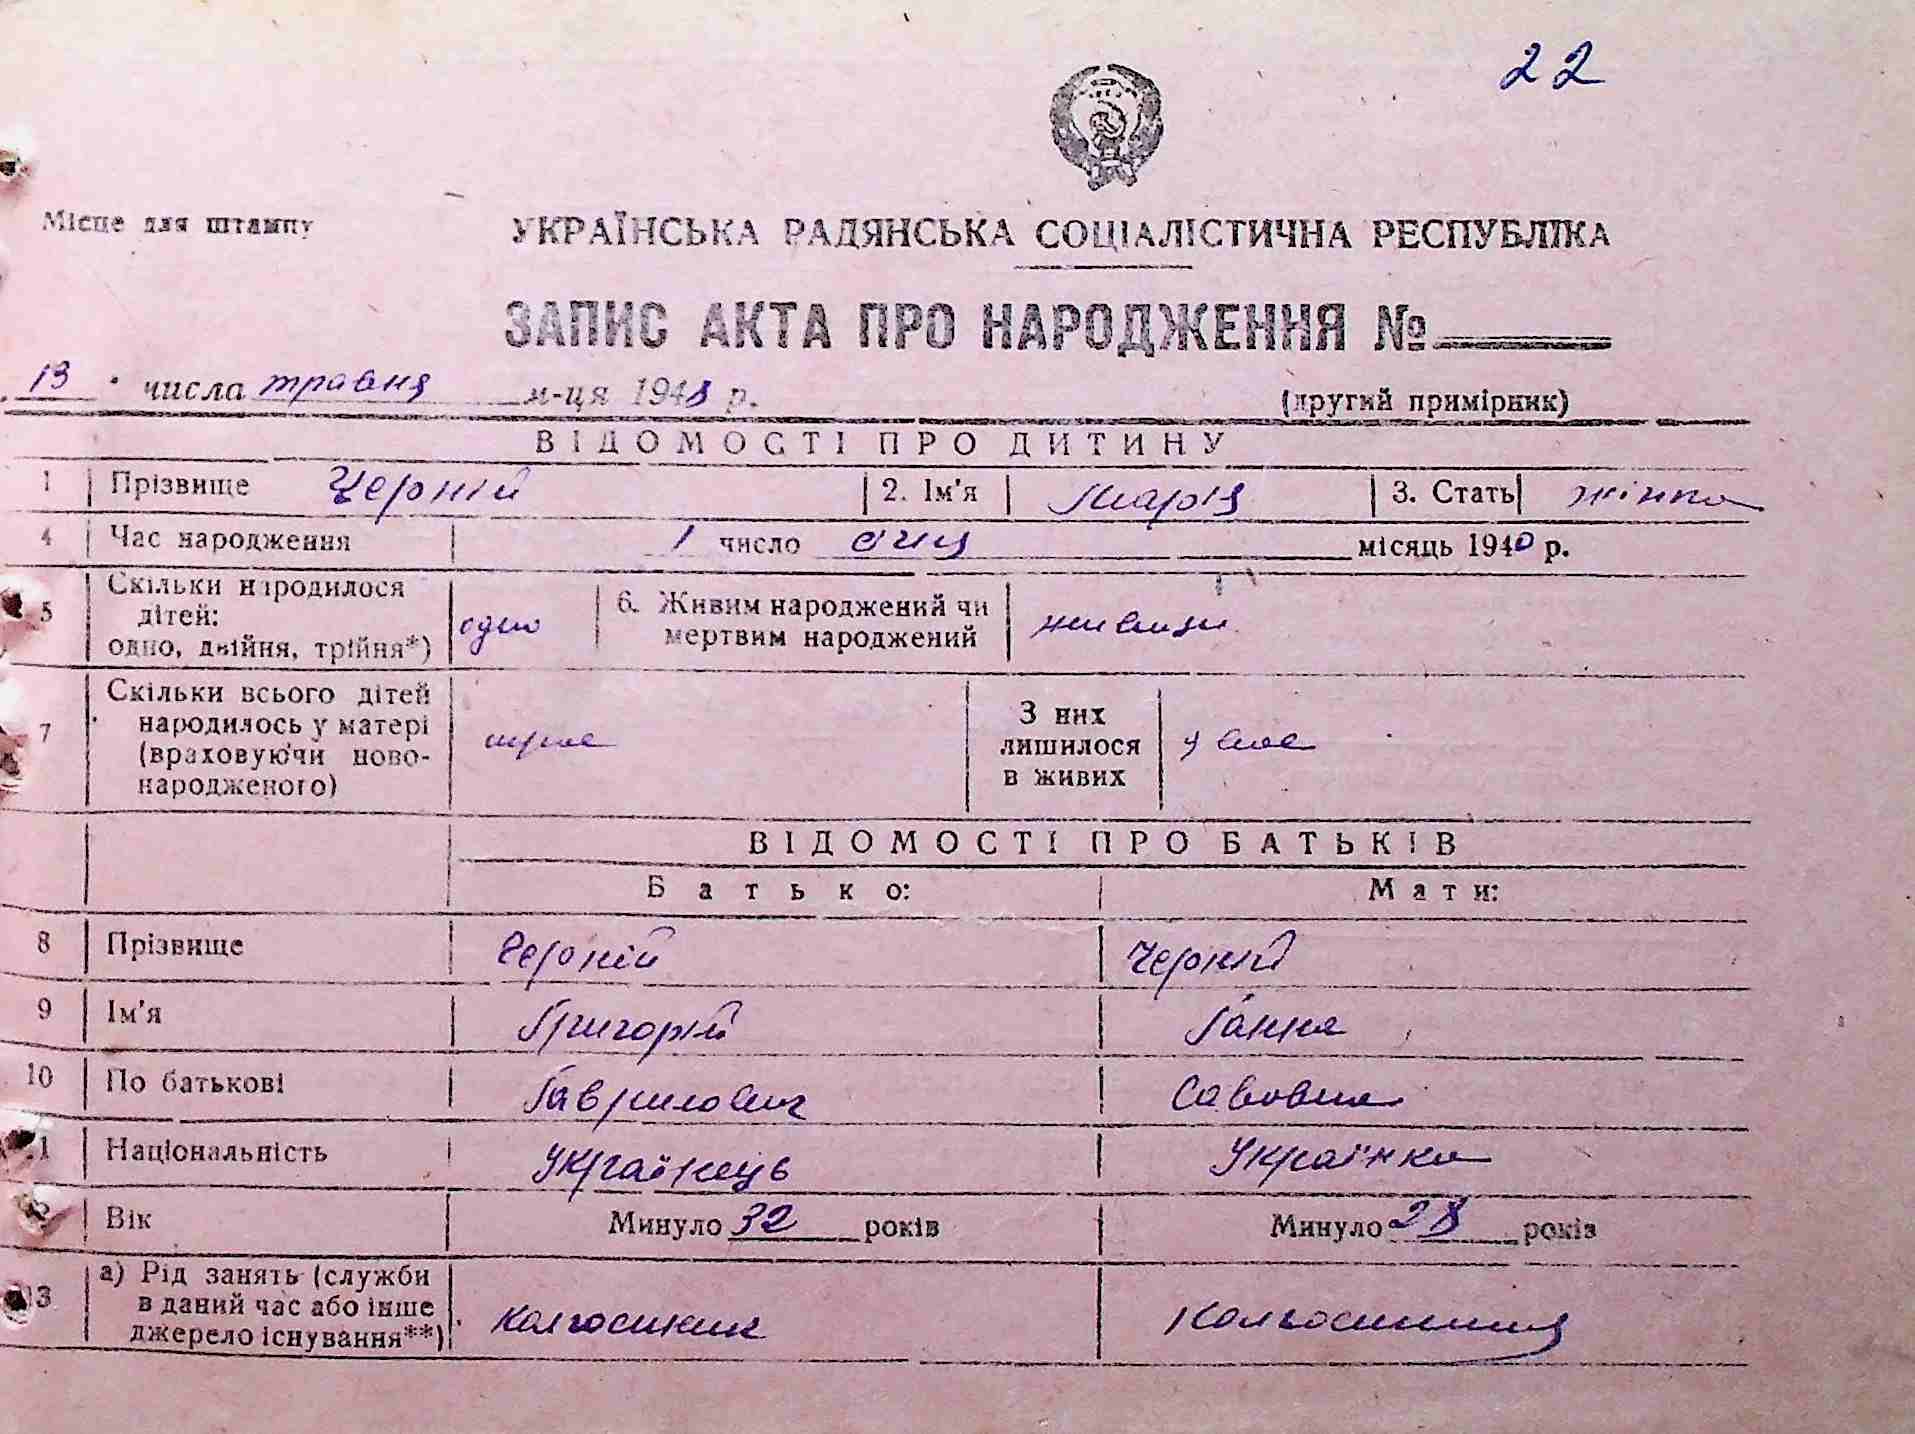 22
Місце для штампу
УКРАЇНСЬКА РАДЯНСЬКА СОЦІАЛІСТИЧНА РЕСПУБЛІКА
ЗАПИС АКТА ПРО НАРОДЖЕННЯ №
13 числа травня м-ця 1948 р.
(другий примірник)
ВІДОМОСТІ ПРО ДИТИНУ
1 Прізвище Черній 2. Ім'я Марія 3. Стать жінка
4 Час народження 1 число січня місяць 1940 р.
5 Скільки народилося дітей: одно, двійня, трійня*) одно 6. Живим народжений чи мертвим народжений живим
7 Скільки всього дітей народилось у матері (враховуючи ново-народженого) троє З них лишилося в живих
ВІДОМОСТІ ПРО БАТЬКІВ
Батько: Мати:
8 Прізвище Черній Черній
9 Ім'я Григорій Ганна
10 По батькові Гаврилович Савовна
11 Національність Українець Українка
12 Вік Минуло 32 років Минуло 28 років
13 а) Рід занять (служби в даний час або інше джерело існування**) колгоспник колгоспниця